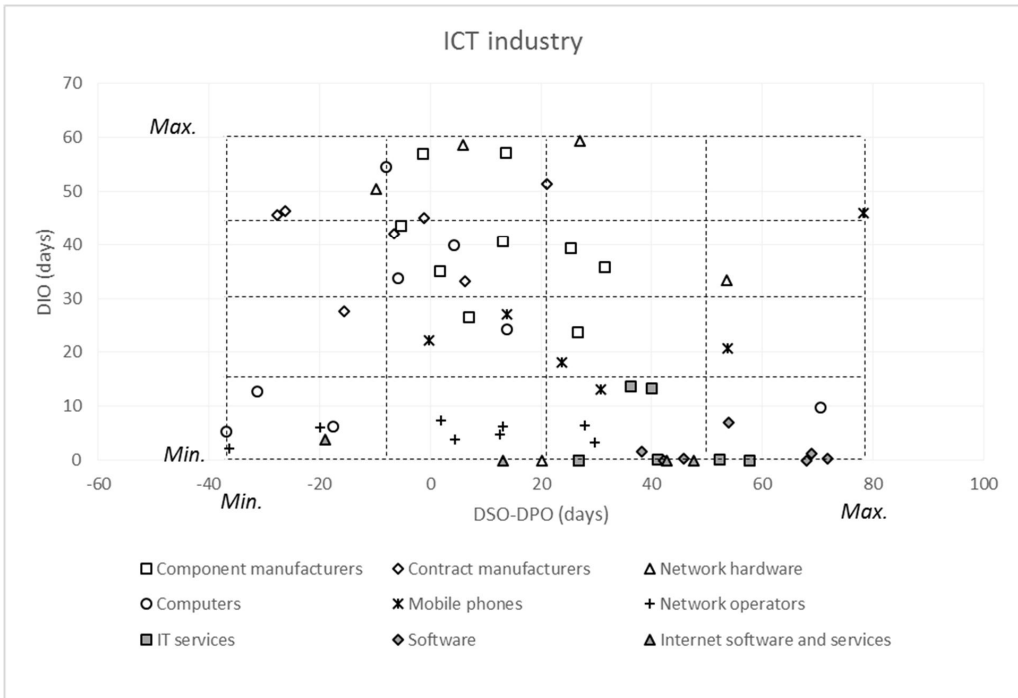 ICT industry
70
Max.
60
50
40
30
20
10
Min.
0
-60
-40
-20
0
20
40
60
80
100
Min.
DSO-DPO (days)
Max.
DIO (days)
Component manufacturers
Contract manufacturers
Network hardware
Computers
Mobile phones
Network operators
IT services
Software
Internet software and services